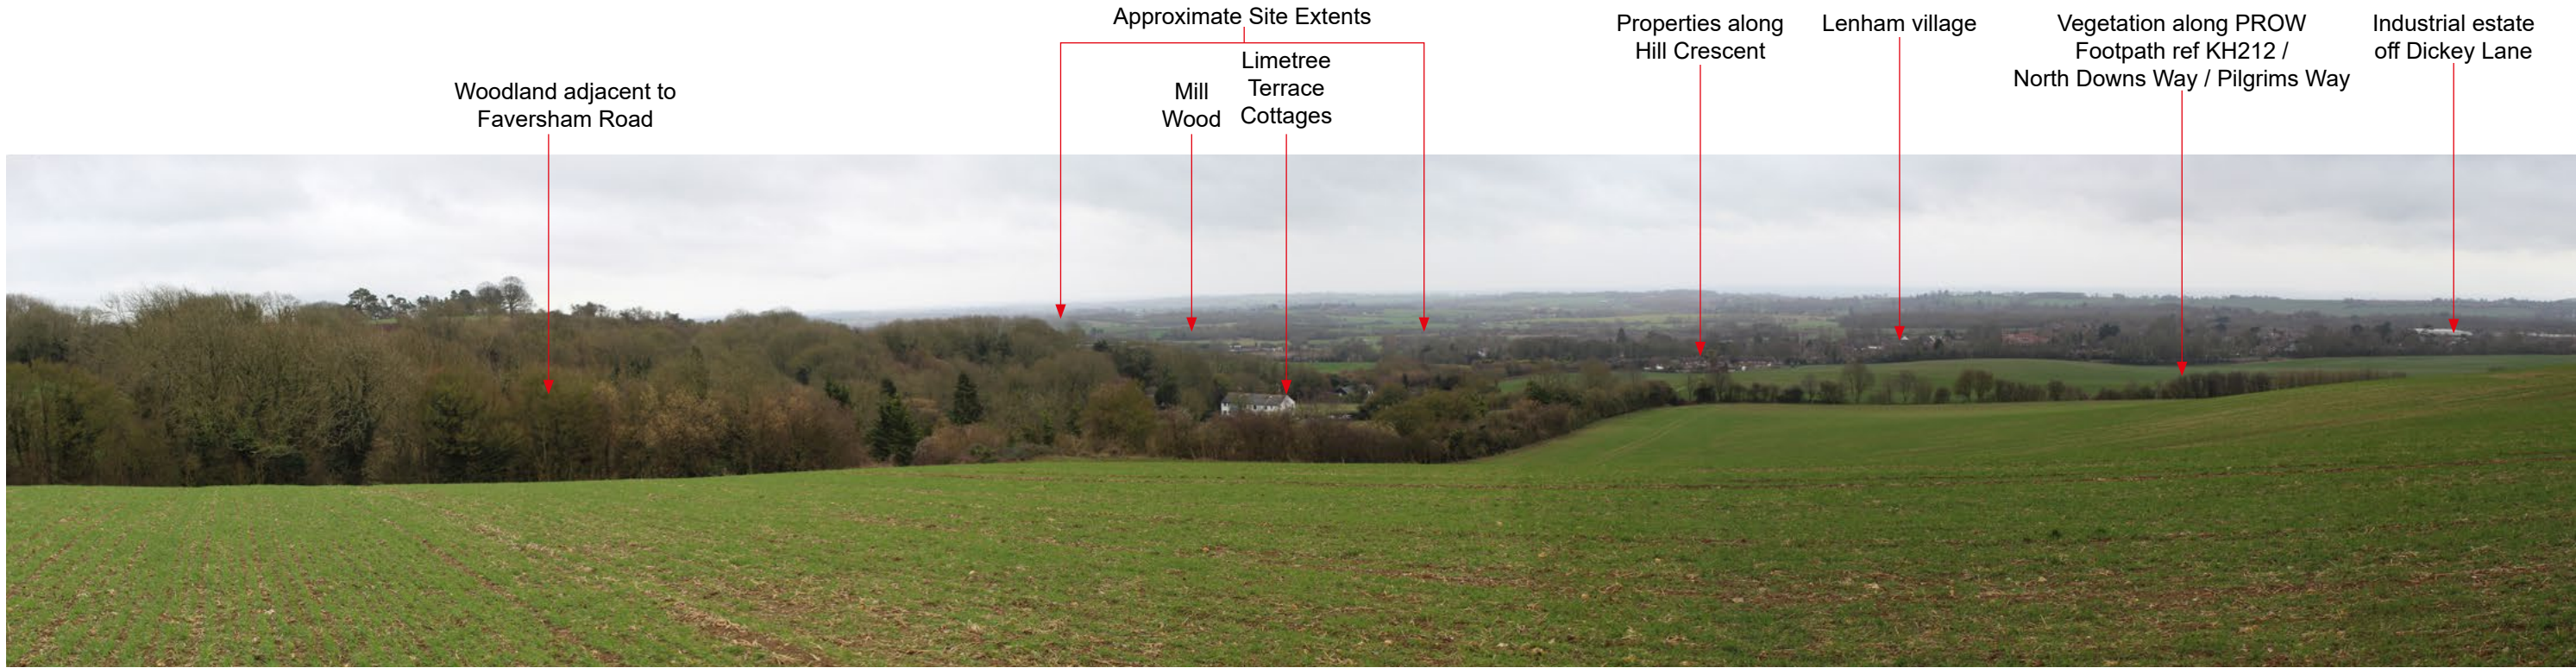 Approximate Site Extents
Woodland adjacent to
Faversham Road
Mill
Wood
Limetree
Terrace
Cottages
Properties along
Hill Crescent
Lenham village
Vegetation along PROW
Footpath ref KH212 /
North Downs Way / Pilgrims Way
Industrial estate
off Dickey Lane